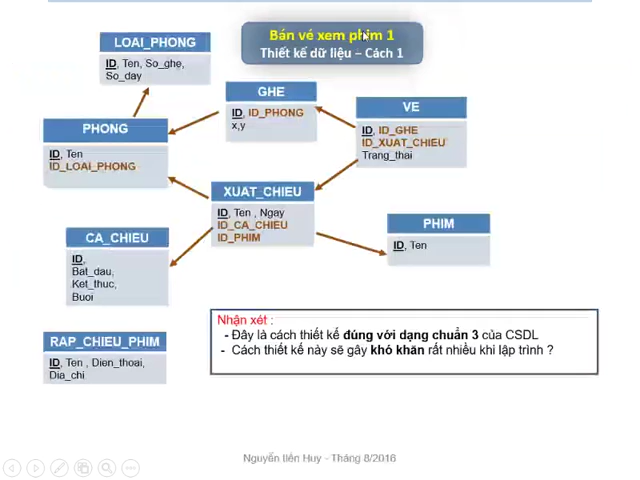 Bán vé xem phim 1
Thiết kế dữ liệu – Cách 1
LOAI_PHONG
ID, Ten, So_ghe,
So_day
GHE
ID, ID_PHONG
x,y
VE
ID, ID_GHE
ID_XUAT_CHIEU
Trang_thai
PHONG
ID, Ten
ID_LOAI_PHONG
XUAT_CHIEU
ID, Ten , Ngay
ID_CA_CHIEU
ID_PHIM
PHIM
ID, Ten
CA_CHIEU
ID,
Bat_dau,
Ket_thuc,
Buoi
Nhận xét :
- Đây là cách thiết kế đúng với dạng chuẩn 3 của CSDL
- Cách thiết kế này sẽ gây khó khăn rất nhiều khi lập trình ?
RAP_CHIEU_PHIM
ID, Ten , Dien_thoai,
Dia_chi
Nguyễn tiến Huy - Tháng 8/2016